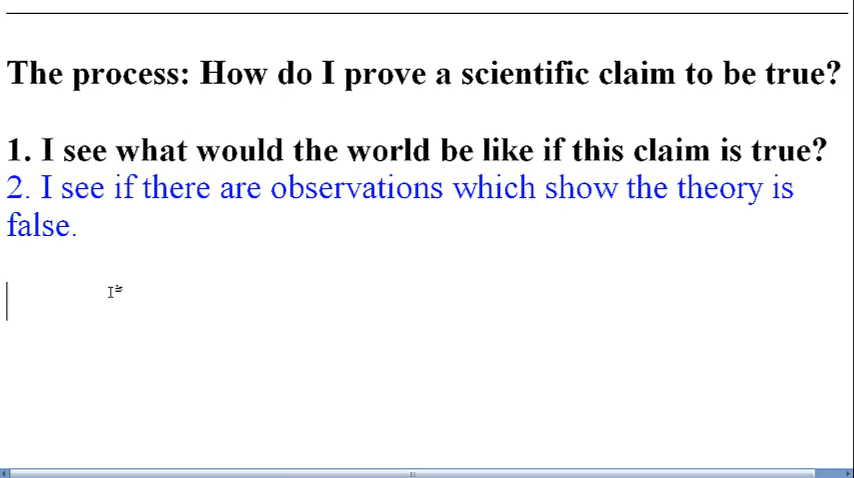 The process: How do I prove a scientific claim to be true?
1. I see what would the world be like if this claim is true?
2. I see if there are observations which show the theory is
false.